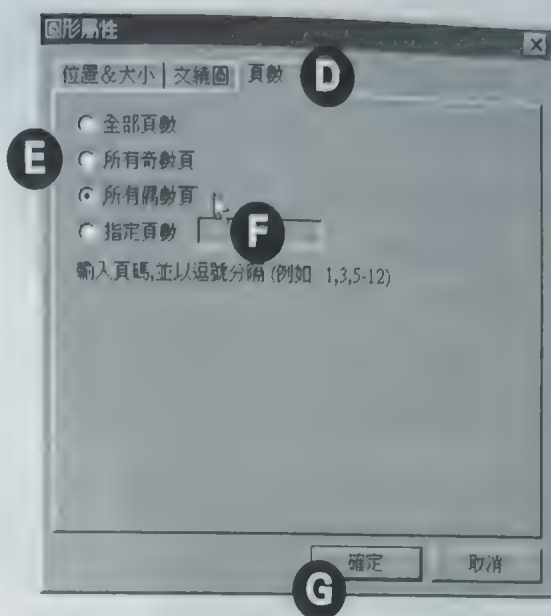 圖形屬性
位置&大小 文繞圖 頁數 D
全部頁數
E 所有奇數頁
所有偶數頁
指定頁數 F
輸入頁碼,並以逗號分隔 (例如 1,3,5-12)
確定 取消
G